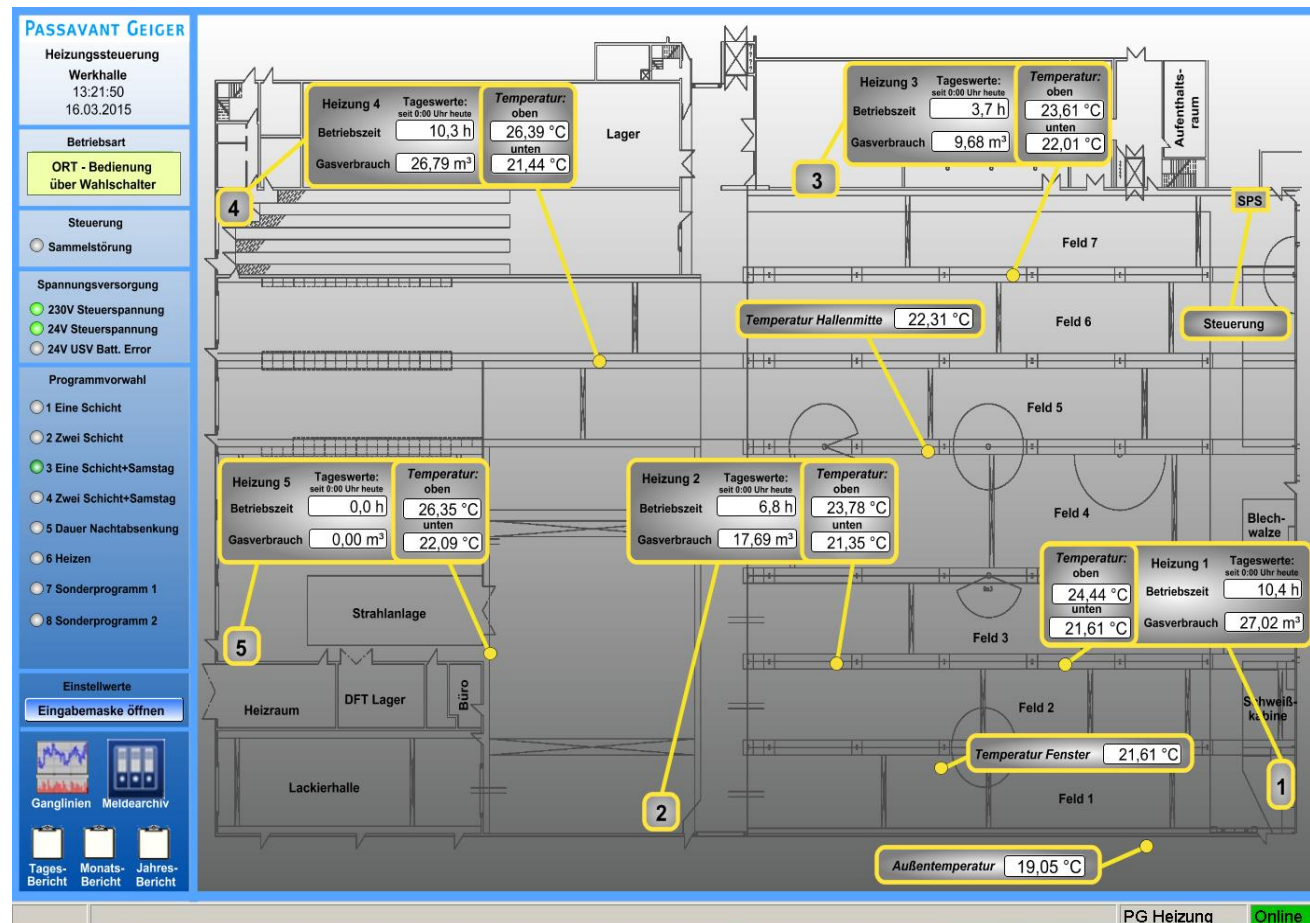 PASSAVANT GEIGER
Heizungssteuerung
Werkhalle
13:21:50
16.03.2015
Betriebsart
ORT - Bedienung
über Wahlschalter
Steuerung
Sammelstörung
Spannungsversorgung
230V Steuerspannung
24V Steuerspannung
24V USV Batt. Error
Programmvorwahl
1 Eine Schicht
2 Zwei Schicht
3 Eine Schicht+Samstag
4 Zwei Schicht+Samstag
5 Dauer Nachtabsenkung
6 Heizen
7 Sonderprogramm 1
8 Sonderprogramm 2
Einstellwerte
Eingabemaske öffnen
Ganglinien Meldearchiv
Tages-Bericht
Monats-Bericht
Jahres-Bericht
Heizung 4
Tageswerte:
seit 0:00 Uhr heute
Betriebszeit 10,3 h
Gasverbrauch 26,79 m³
Temperatur:
oben
26,39 °C
unten
21,44 °C
4
Lager
Heizung 3
Tageswerte:
seit 0:00 Uhr heute
Betriebszeit 3,7 h
Gasverbrauch 9,68 m³
Temperatur:
oben
23,61 °C
unten
22,01 °C
3
Aufenthalts-
raum
SPS
Steuerung
Feld 7
Temperatur Hallenmitte 22,31 °C
Feld 6
Feld 5
Heizung 5
Tageswerte:
seit 0:00 Uhr heute
Betriebszeit 0,0 h
Gasverbrauch 0,00 m³
Temperatur:
oben
26,35 °C
unten
22,09 °C
5
Heizung 2
Tageswerte:
seit 0:00 Uhr heute
Betriebszeit 6,8 h
Gasverbrauch 17,69 m³
Temperatur:
oben
23,78 °C
unten
21,35 °C
2
Feld 4
Blech-
walze
Temperatur:
oben
24,44 °C
unten
21,61 °C
Heizung 1
Tageswerte:
seit 0:00 Uhr heute
Betriebszeit 10,4 h
Gasverbrauch 27,02 m³
1
Strahlanlage
Feld 3
Heizraum
DFT Lager
Büro
Feld 2
Schweiß-
kabine
Temperatur Fenster 21,61 °C
Lackierhalle
Feld 1
Außentemperatur 19,05 °C
PG Heizung
Online